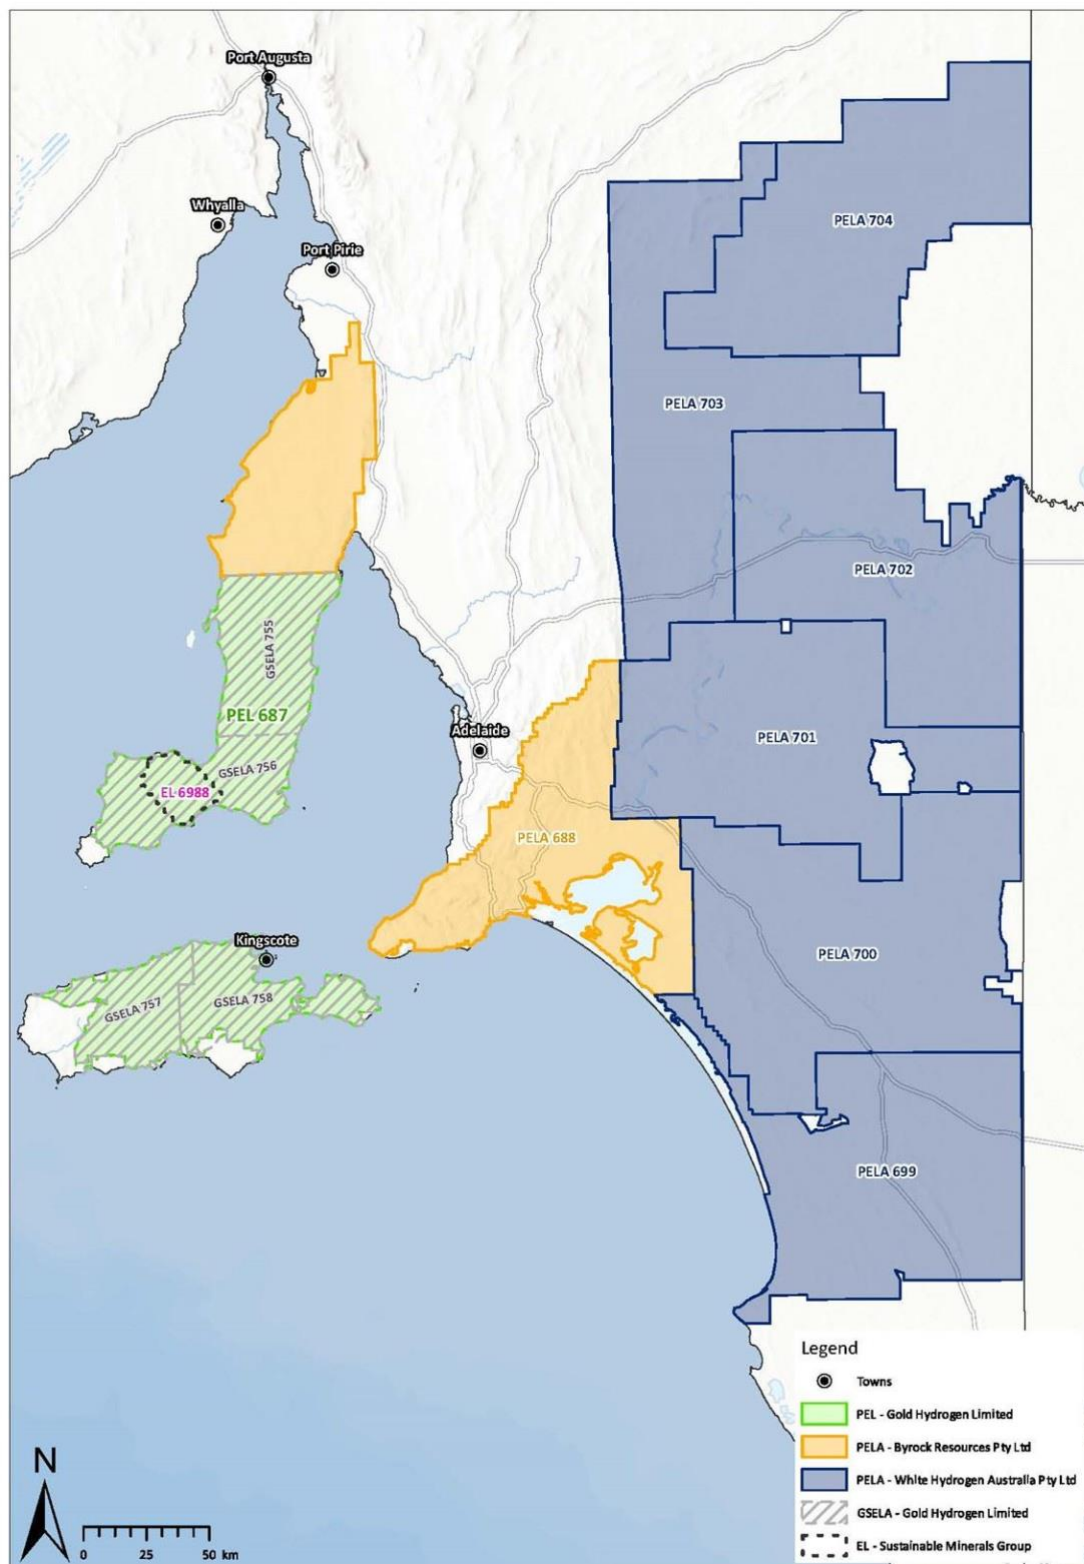 Port Augusta
Whyalla
Port Pirie
PELA 704
PELA 703
PELA 702
GSELA 755
PEL 687
Adelaide
PELA 701
GSELA 756
EL 6988
PELA 688
Kingscote
PELA 700
GSELA 757
GSELA 758
PELA 699
Legend
Towns
PEL - Gold Hydrogen Limited
PELA - Byrock Resources Pty Ltd
PELA - White Hydrogen Australia Pty Ltd
GSELA - Gold Hydrogen Limited
EL - Sustainable Minerals Group
N
0 25 50 km